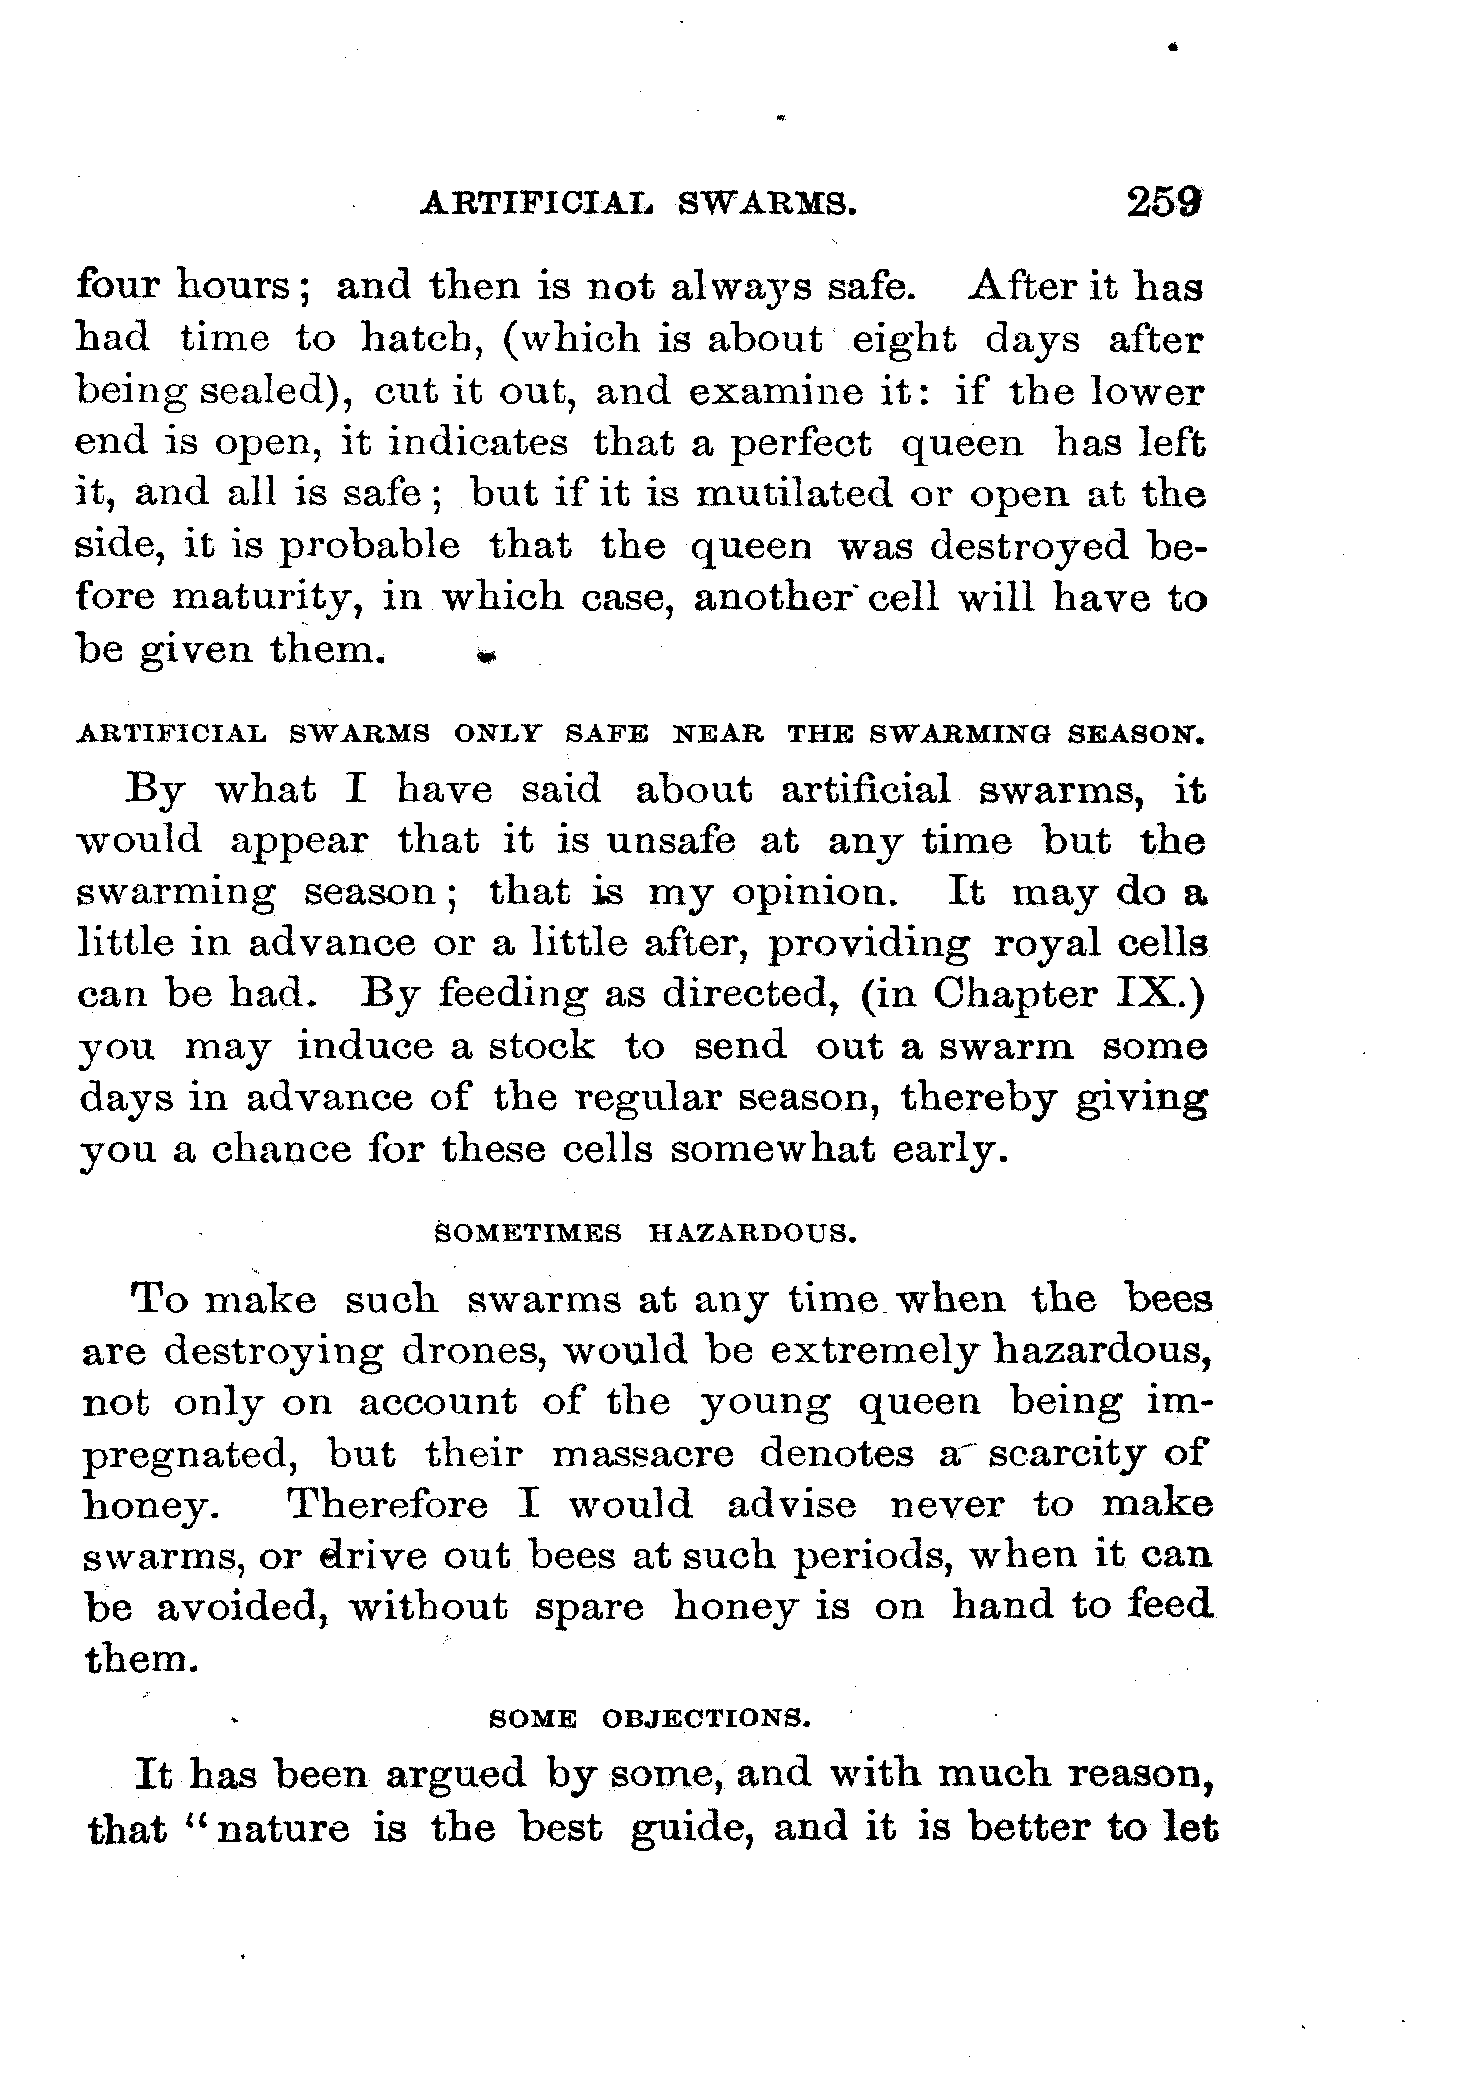 ARTIFICIAL SWARMS. 259
four hours; and then is not always safe. After it has
had time to hatch, (which is about eight days after
being sealed), cut it out, and examine it: if the lower
end is open, it indicates that a perfect queen has left
it, and all is safe; but if it is mutilated or open at the
side, it is probable that the queen was destroyed be-
fore maturity, in which case, another cell will have to
be given them.
ARTIFICIAL SWARMS ONLY SAFE NEAR THE SWARMING SEASON.
By what I have said about artificial swarms, it
would appear that it is unsafe at any time but the
swarming season; that is my opinion. It may do a
little in advance or a little after, providing royal cells
can be had. By feeding as directed, (in Chapter IX.)
you may induce a stock to send out a swarm some
days in advance of the regular season, thereby giving
you a chance for these cells somewhat early.
SOMETIMES HAZARDOUS.
To make such swarms at any time when the bees
are destroying drones, would be extremely hazardous,
not only on account of the young queen being im-
pregnated, but their massacre denotes a scarcity of
honey. Therefore I would advise never to make
swarms, or drive out bees at such periods, when it can
be avoided, without spare honey is on hand to feed
them.
SOME OBJECTIONS.
It has been argued by some, and with much reason,
that "nature is the best guide, and it is better to let